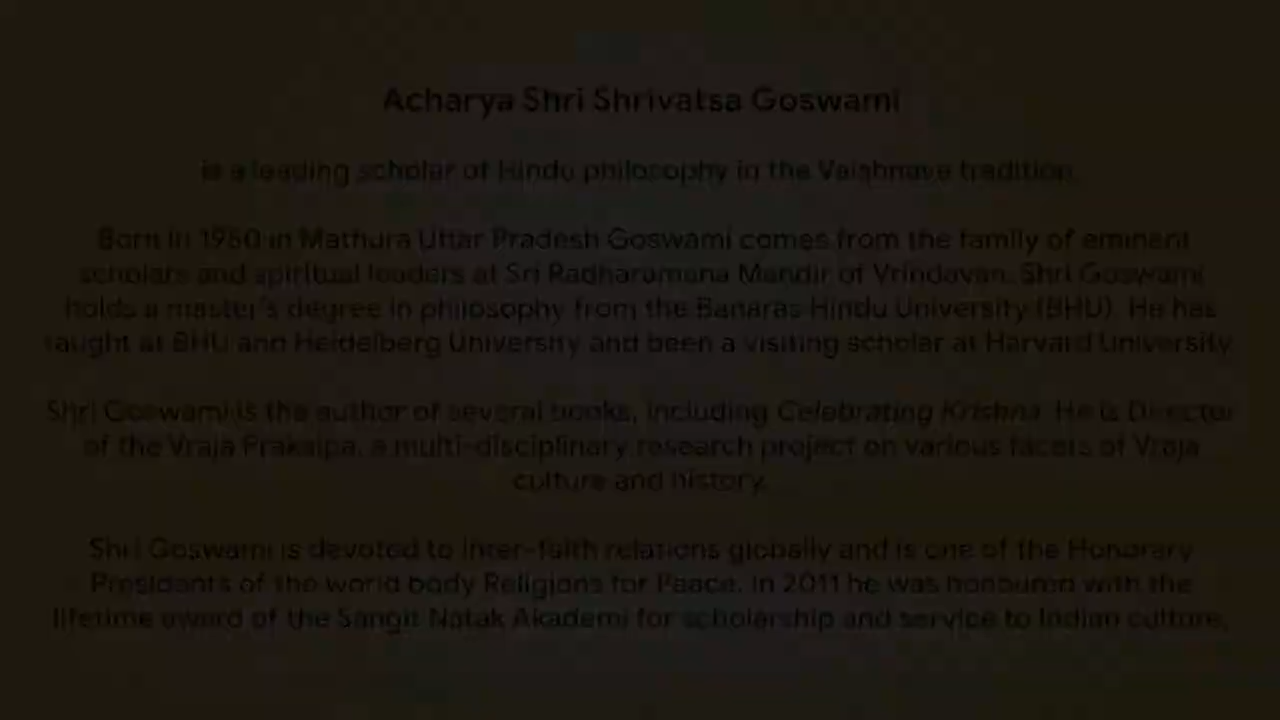 Acharya Shri Shrivatsa Goswami
is a leading scholar of Hindu philosophy in the Vaishnava tradition.
Born in 1950 in Mathura Uttar Pradesh Goswami comes from the family of eminent
scholars and spiritual leaders at Sri Radharamana Mandir of Vrindavan. Shri Goswami
holds a master's degree in philosophy from the Banaras Hindu University (BHU). He has
taught at BHU and Heidelberg University and been a visiting scholar at Harvard University.
Shri Goswami is the author of several books, including Celebrating Krishna. He is Director
of the Vraja Prakalpa, a multi-disciplinary research project on various facets of Vraja
culture and history.
Shri Goswami is devoted to inter-faith relations globally and is one of the Honorary
Presidents of the world body Religions for Peace. In 2011 he was honoured with the
lifetime award of the Sangit Natak Akademi for scholarship and service to Indian culture.